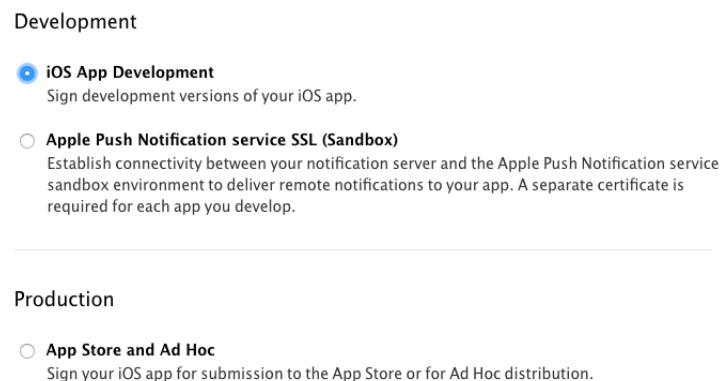 Development
iOS App Development
Sign development versions of your iOS app.
Apple Push Notification service SSL (Sandbox)
Establish connectivity between your notification server and the Apple Push Notification service
sandbox environment to deliver remote notifications to your app. A separate certificate is
required for each app you develop.
Production
App Store and Ad Hoc
Sign your iOS app for submission to the App Store or for Ad Hoc distribution.